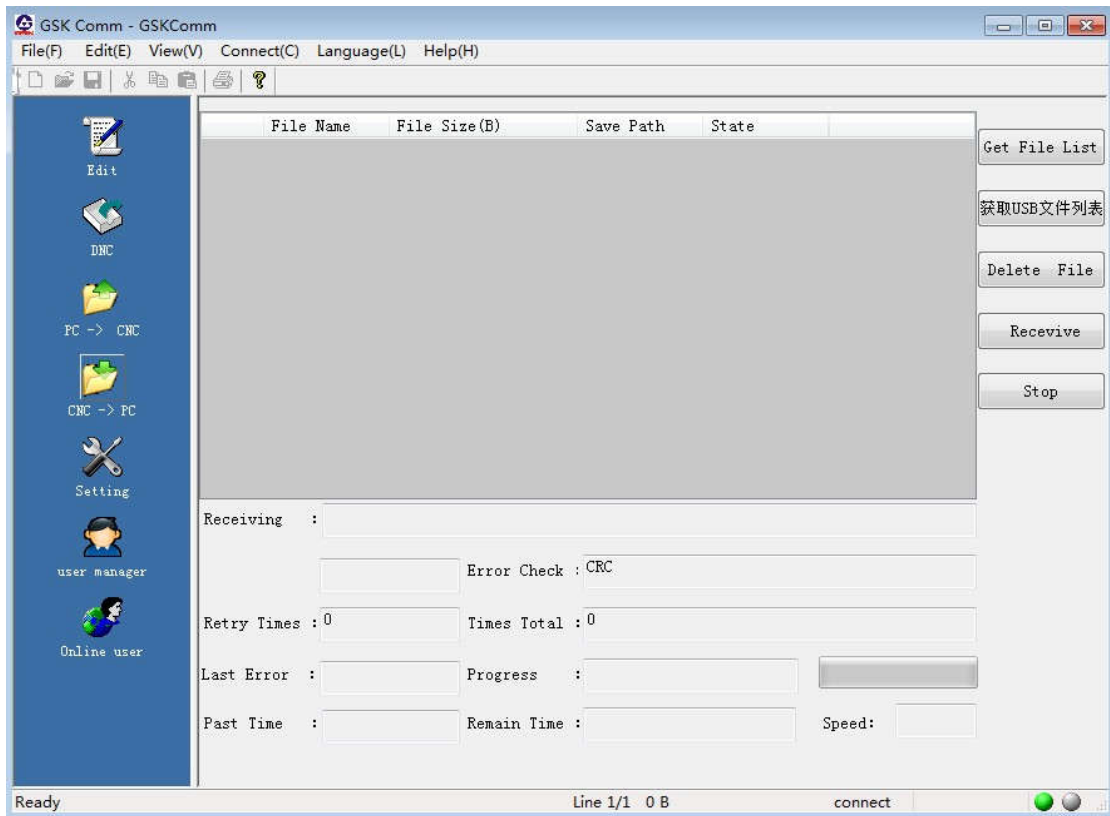 GSK Comm - GSKComm
File(F) Edit(E) View(V) Connect(C) Language(L) Help(H)
Edit
DNC
PC -> CNC
CNC -> PC
Setting
user manager
Online user
File Name File Size(B) Save Path State
Get File List
获取USB文件列表
Delete File
Recevive
Stop
Receiving :
Error Check : CRC
Retry Times : 0 Times Total : 0
Last Error : Progress :
Past Time : Remain Time : Speed:
Ready Line 1/1 0 B connect